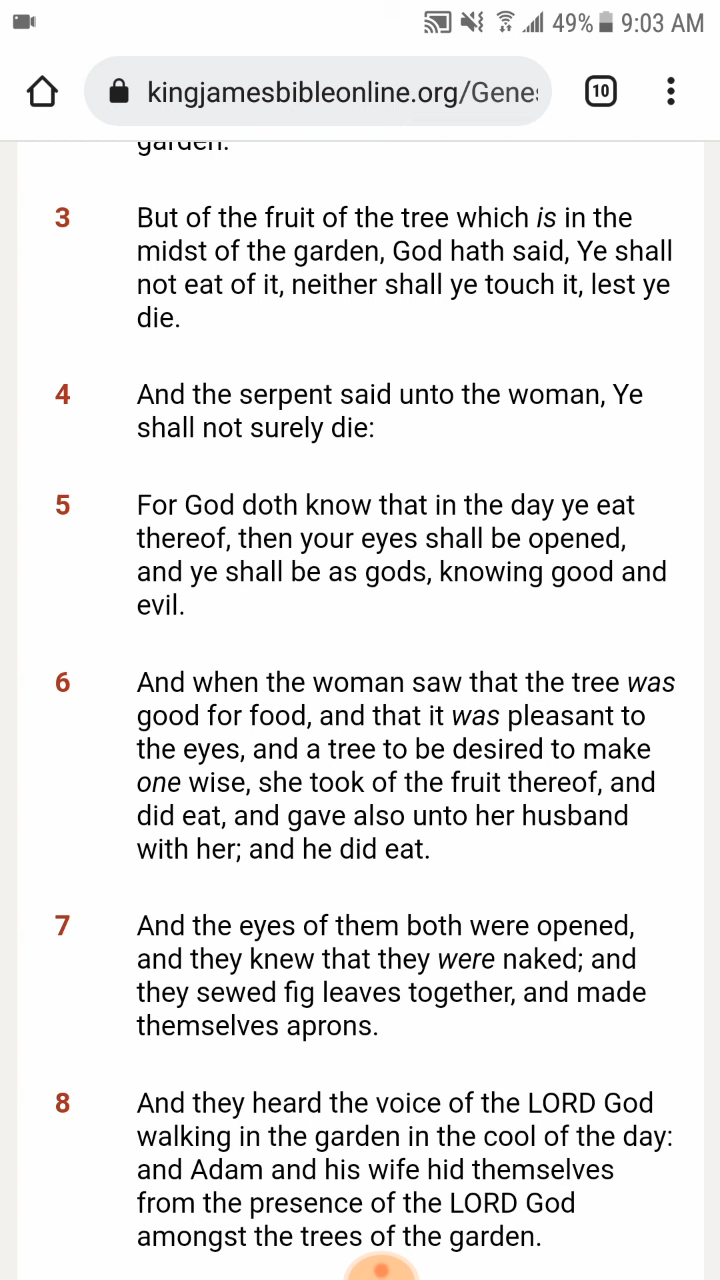 49% 9:03 AM
kingjamesbibleonline.org/Gene
10
garden.
3 But of the fruit of the tree which is in the
midst of the garden, God hath said, Ye shall
not eat of it, neither shall ye touch it, lest ye
die.
4 And the serpent said unto the woman, Ye
shall not surely die:
5 For God doth know that in the day ye eat
thereof, then your eyes shall be opened,
and ye shall be as gods, knowing good and
evil.
6 And when the woman saw that the tree was
good for food, and that it was pleasant to
the eyes, and a tree to be desired to make
one wise, she took of the fruit thereof, and
did eat, and gave also unto her husband
with her; and he did eat.
7 And the eyes of them both were opened,
and they knew that they were naked; and
they sewed fig leaves together, and made
themselves aprons.
8 And they heard the voice of the LORD God
walking in the garden in the cool of the day:
and Adam and his wife hid themselves
from the presence of the LORD God
amongst the trees of the garden.